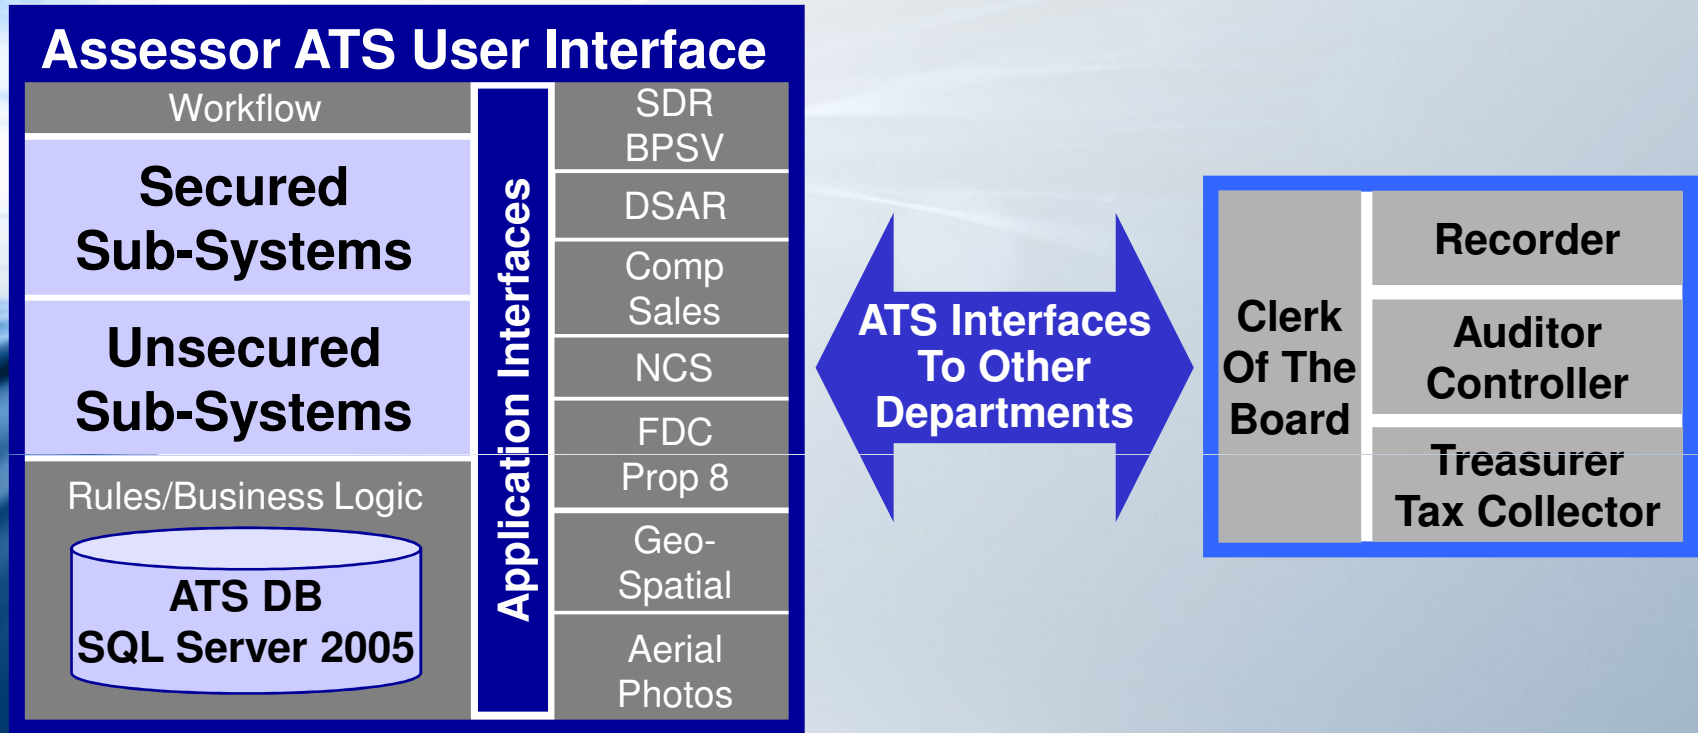 Assessor ATS User Interface
Workflow
Secured
Sub-Systems
Unsecured
Sub-Systems
Rules/Business Logic
ATS DB
SQL Server 2005
Application Interfaces
SDR
BPSV
DSAR
Comp
Sales
NCS
FDC
Prop 8
Geo-
Spatial
Aerial
Photos
ATS Interfaces
To Other
Departments
Clerk
Of The
Board
Recorder
Auditor
Controller
Treasurer
Tax Collector